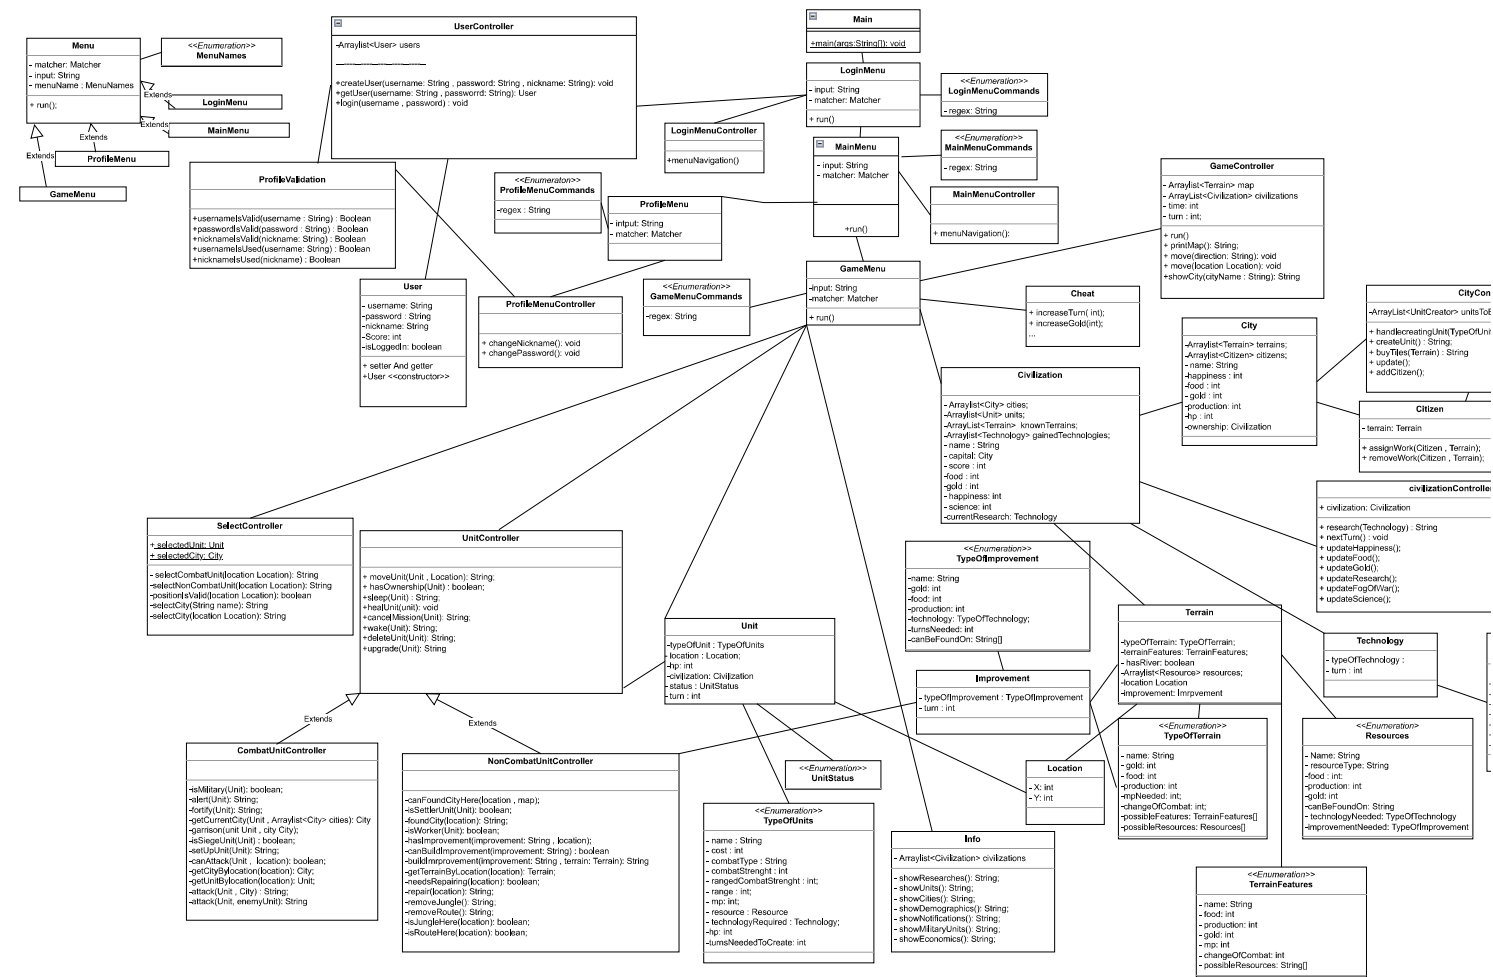 Menu
- matcher: Matcher
- input: String
- menuName : MenuNames
+ run();
<<Enumeration>>
MenuNames
Extends
LoginMenu
Extends
MainMenu
Extends
ProfileMenu
Extends
GameMenu
UserController
-Arraylist<User> users
+createUser(username: String , password: String , nickname: String): void
+getUser(username: String , passworrd: String): User
+login(username , password) : void
Main
+main(args:String[]): void
LoginMenu
- input: String
- matcher: Matcher
+ run()
<<Enumeration>>
LoginMenuCommands
- regex: String
LoginMenuController
+menuNavigation()
MainMenu
- input: String
- matcher: Matcher
+run()
<<Enumeration>>
MainMenuCommands
- regex: String
MainMenuController
+ menuNavigation();
ProfileValidation
+usernameIsValid(username : String) : Boolean
+passwordIsValid(password : String) : Boolean
+nicknameIsValid(nickname: String) : Boolean
+usernameIsUsed(username: String) : Boolean
+nicknameIsUsed(nickname) : Boolean
<<Enumeraton>>
ProfileMenuCommands
-regex : String
ProfileMenu
- intput: String
- matcher: Matcher
GameController
- Arraylist<Terrain> map
- Arraylist<Civilization> civilizations
- time: int
- turn : int;
+ run()
+ printMap(): String;
+ move(direction: String): void
+ move(location Location): void
+showCity(cityName : String): String
User
- username: String
-password : String
-nickname: String
-Score: int
-isLoggedIn: boolean
+ setter And getter
+User <<constructor>>
ProfileMenuController
+ changeNickname() : void
+ changePassword() : void
<<Enumeration>>
GameMenuCommands
-regex: String
GameMenu
-input: String
-matcher: Matcher
+ run()
Cheat
+ increaseTurn( int);
+ increaseGold(int);
...
City
-Arraylist<Terrain> terrains;
-Arraylist<Citizen> citizens;
- name: String
-happiness : int
-food : int
- gold : int
-production: int
-hp : int
-ownership: Civilization
CityCon
-ArrayList<UnitCreator> unitsToB
+ handlecreatingUnit(TypeOfUnit
+ createUnit() : String;
+ buyTiles(Terrain) : String
+ update();
+ addCitizen();
Citizen
- terrain: Terrain
+ assignWork(Citizen , Terrain);
+ removeWork(Citizen , Terrain);
Civilization
- Arraylist<City> cities;
-Arraylist<Unit> units;
-ArrayList<Terrain> knownTerrains;
-Arraylist<Technology> gainedTechnologies;
- name : String
- capital: City
- score : int
-food : int
-gold : int
- happiness: int
- science: int
-currentResearch: Technology
civilizationController
+ civilization: Civilization
+ research(Technology) : String
+ nextTurn() : void
+ updateHappiness();
+ updateFood();
+ updateGold();
+ updateResearch();
+ updateFogOfWar();
+ updateScience();
SelectController
+ selectedUnit: Unit
+ selectedCity: City
- selectCombatUnit(location Location): String
-selectNonCombatUnit(location Location): String
-positionIsValid(location Location): boolean
-selectCity(String name): String
-selectCity(location Location): String
UnitController
+ moveUnit(Unit , Location): String;
+ hasOwnership(Unit) : boolean;
+sleep(Unit) : String;
+healUnit(unit): void
+cancelMission(Unit): String;
+wake(Unit): String;
+deleteUnit(Unit): String;
+upgrade(Unit): String
<<Enumeration>>
TypeOfImprovement
-name: String
-gold: int
-food: int
-production: int
-technology: TypeOfTechnology;
-turnsNeeded: int
-canBeFoundOn: String[]
Unit
-typeOfUnit : TypeOfUnits
- location : Location;
-hp: int
-civilization: Civilization
- status : UnitStatus
- turn : int
Improvement
- typeOfImprovement : TypeOfImprovement
- turn : int
Terrain
-typeOfTerrain: TypeOfTerrain;
-terrainFeatures: TerrainFeatures;
- hasRiver: boolean
-Arraylist<Resource> resources;
-location Location
-improvement: Imrpvement
Technology
- typeOfTechnology :
- turn : int
Extends
Extends
CombatUnitController
-isMilitary(Unit): boolean;
-alert(Unit): String;
-fortify(Unit): String;
-getCurrentCity(Unit , Arraylist<City> cities): City
-garrison(unit Unit , city City);
-isSiegeUnit(Unit) : boolean;
-setUpUnit(Unit): String;
-canAttack(Unit , location): boolean;
-getCityBylocation(location): City;
-getUnitBylocation(location): Unit;
-attack(Unit , City) : String;
-attack(Unit, enemyUnit): String
NonCombatUnitController
-canFoundCityHere(location , map);
-isSettlerUnit(Unit): boolean;
-foundCity(location): String;
-isWorker(Unit): boolean;
-hasImprovement(improvement: String , location);
-canBuildImprovement(improvement: String) : boolean
-buildImrprovement(improvement: String , terrain: Terrain): String
-getTerrainByLocation(location): Terrain;
-needsRepairing(location): boolean;
-repair(location): String;
-removeJungle(): String;
-removeRoute(): String;
-isJungleHere(location): boolean;
-isRouteHere(location): boolean;
<<Enumeration>>
UnitStatus
<<Enumeration>>
TypeOfUnits
- name : String
- cost : int
- combatType : String
- combatStrenght : int
- rangedCombatStrenght : int;
- range : int;
- mp: int;
- resource : Resource
- technologyRequired : Technology;
-hp: int
-turnsNeededToCreate: int
Location
- X: int
- Y: int
<<Enumeration>>
TypeOfTerrain
- name: String
- gold: int
- food: int
-production: int
-mpNeeded: int;
-changeOfCombat: int;
-possibleFeatures: TerrainFeatures[]
-possibleResources: Resources[]
<<Enumeration>
Resources
- Name: String
- resourceType: String
-food : int:
-production: int
-gold: int
-canBeFoundOn: String
- technologyNeeded: TypeOfTechnology
-improvementNeeded: TypeOfImprovement
Info
- Arraylist<Civilization> civilizations
- showResearches(): String;
- showUnits(): String;
- showCities(): String;
- showDemographics(): String;
- showNotifications(): String;
- showMilitaryUnits(): String;
- showEconomics(): String;
<<Enumeration>>
TerrainFeatures
- name: String
- food: int
- production: int
- gold: int
- mp: int
- changeOfCombat: int
- possibleResources: String[]